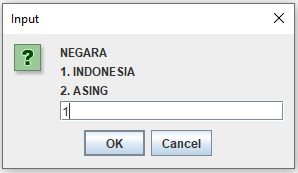 Input
NEGARA
1. INDONESIA
2. ASING
1
OK Cancel